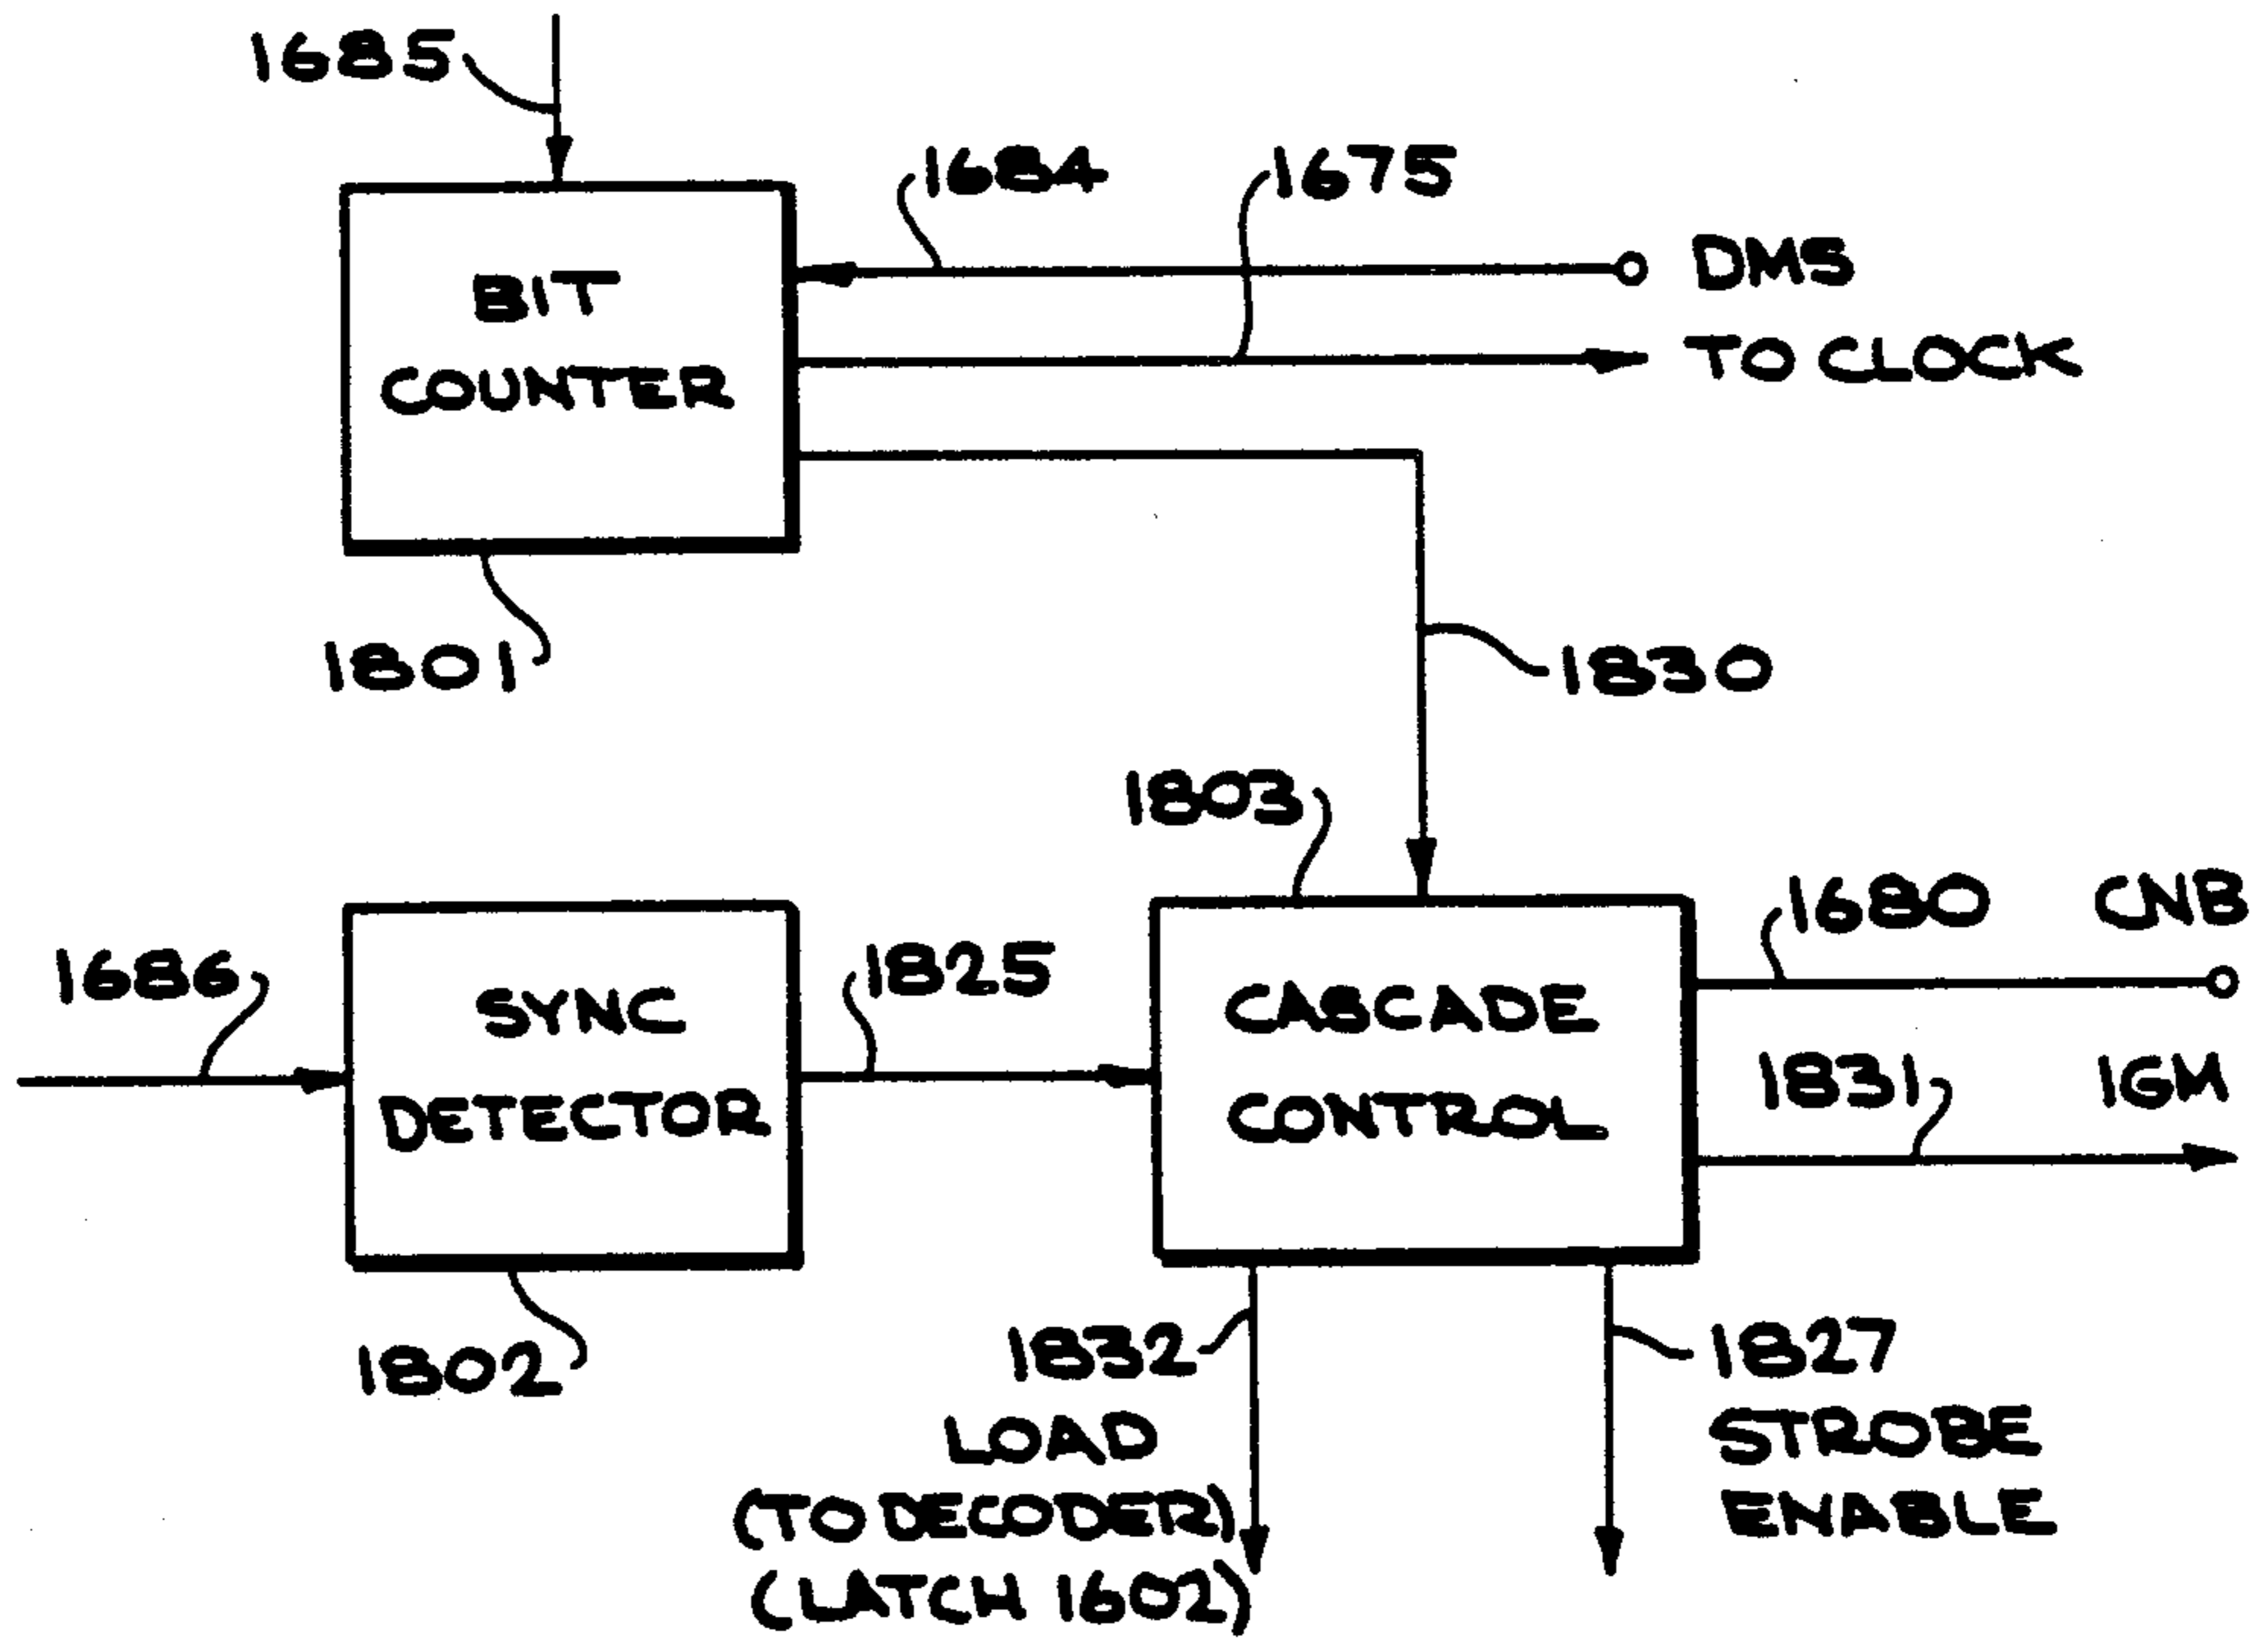 1685
1684
1675
BIT
COUNTER
DMS
TO CLOCK
1801
1830
1803
1680 CNB
1686
SYNC
DETECTOR
1825
CASCADE
CONTROL
1831 IGM
1802
1832
LOAD
(TO DECODER)
(LATCH 1602)
1827
STROBE
ENABLE